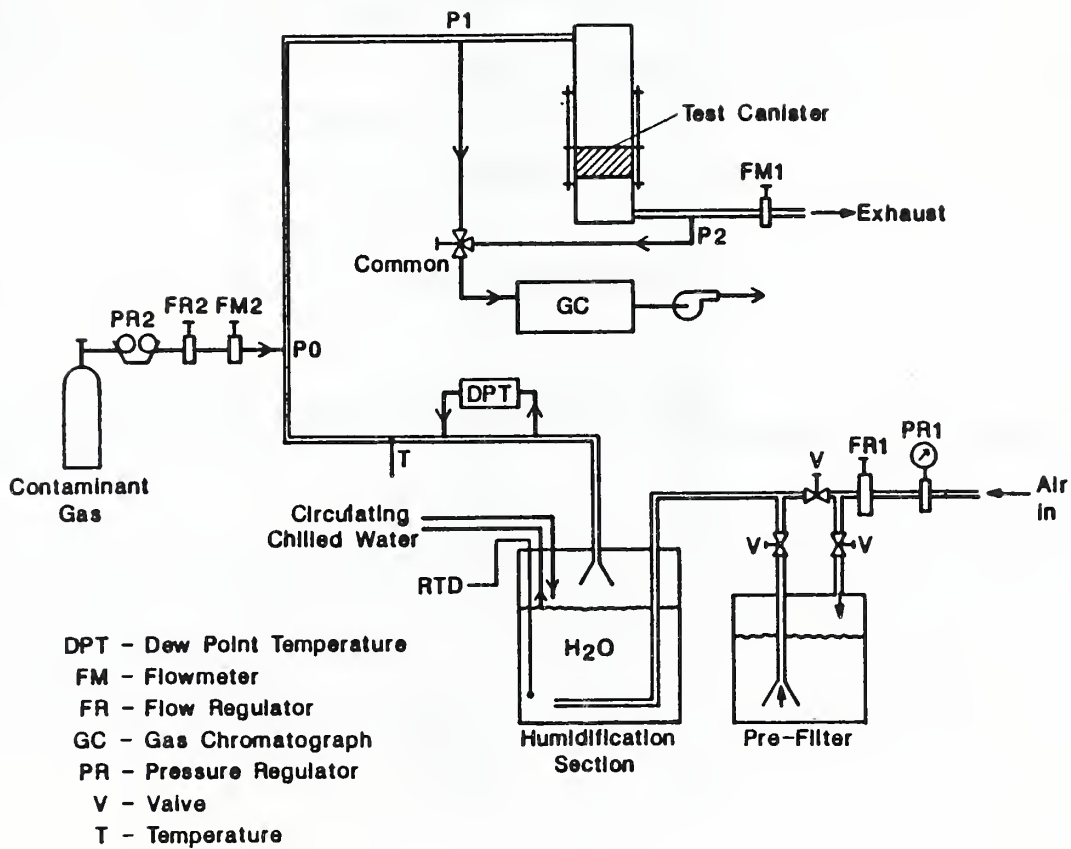 P1
Test Canister
FM1
Exhaust
P2
Common
GC
FR2 FM2
PR2
P0
DPT
T
Contaminant
Gas
PR1
FR1
V
Air
In
V
V
Circulating
Chilled Water
RTD
H2O
Humidification
Section
Pre-Filter
DPT - Dew Point Temperature
FM - Flowmeter
FR - Flow Regulator
GC - Gas Chromatograph
PR - Pressure Regulator
V - Valve
T - Temperature